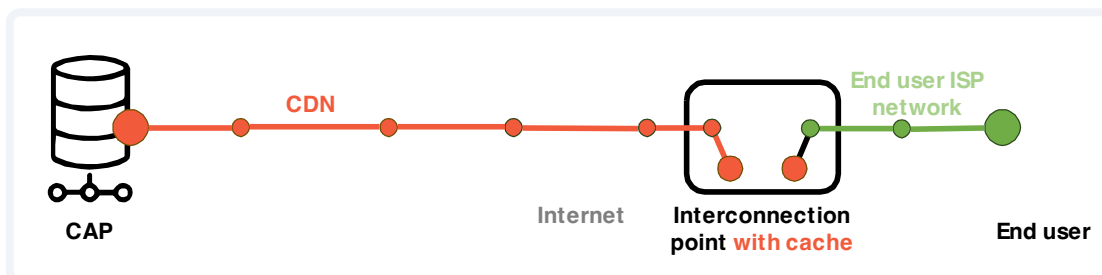 End user ISP
network
CDN
Internet
Interconnection
point with cache
CAP
End user